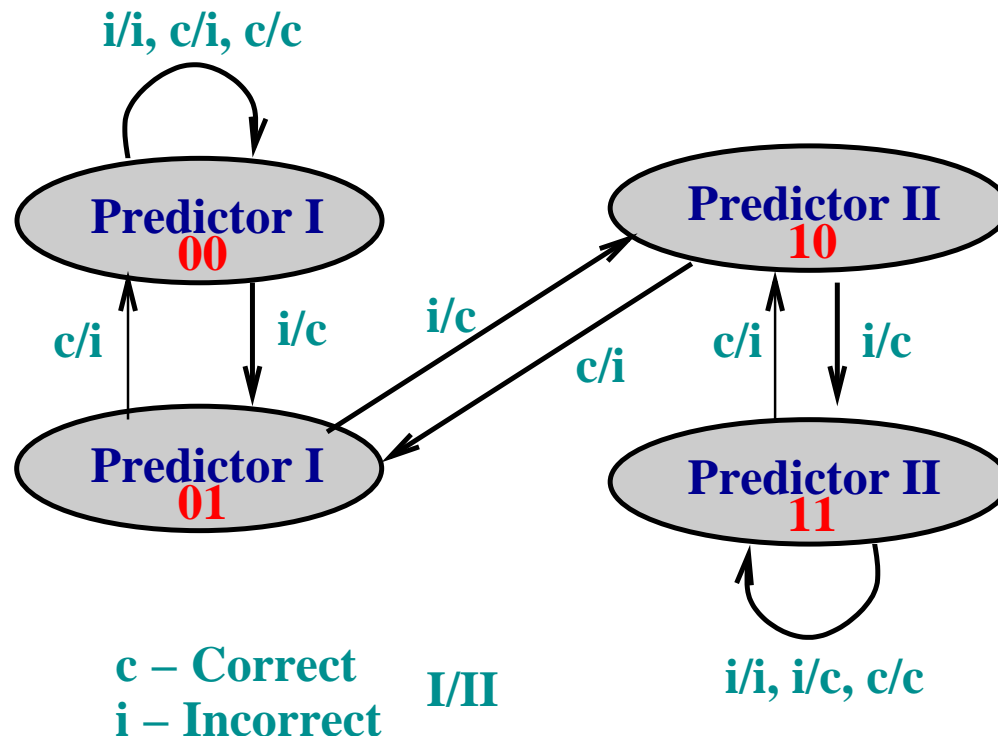 i/i, c/i, c/c
Predictor I
00
Predictor II
10
c/i
i/c
i/c
c/i
c/i
i/c
Predictor I
01
Predictor II
11
i/i, i/c, c/c
c – Correct
i – Incorrect
I/II